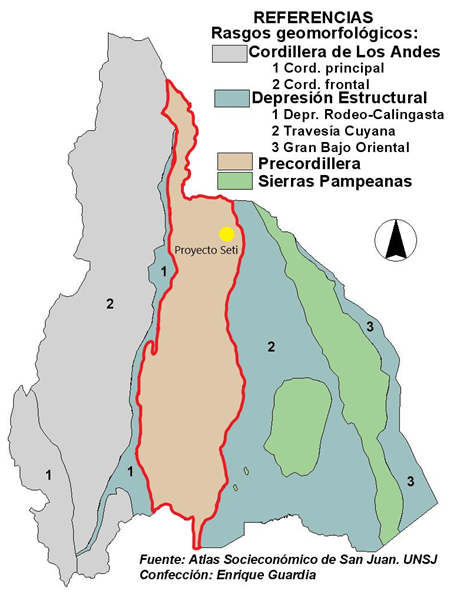 REFERENCIAS
Rasgos geomorfológicos:
Cordillera de Los Andes
1 Cord. principal
2 Cord. frontal
Depresión Estructural
1 Depr. Rodeo-Calingasta
2 Travesía Cuyana
3 Gran Bajo Oriental
Precordillera
Sierras Pampeanas
Proyecto Seti
1
2
3
2
1
1
3
Fuente: Atlas Socieconómico de San Juan. UNSJ
Confección: Enrique Guardia